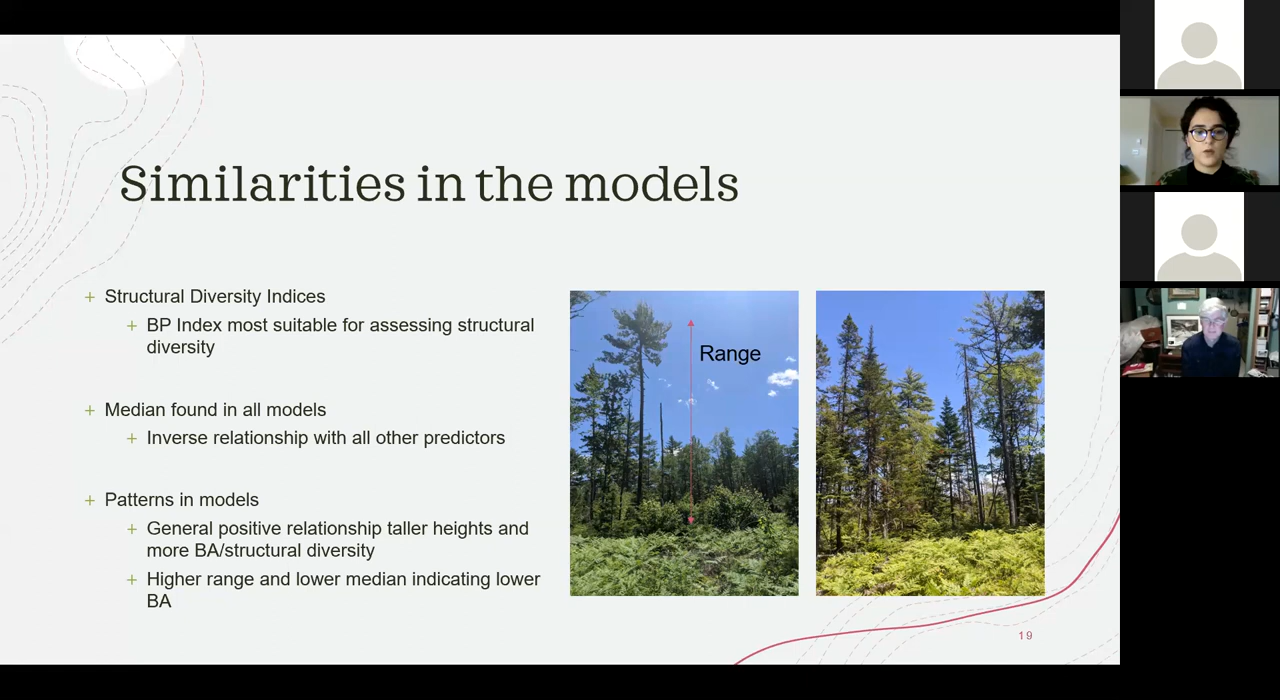 Similarities in the models
+ Structural Diversity Indices
+ BP Index most suitable for assessing structural
diversity
+ Median found in all models
+ Inverse relationship with all other predictors
+ Patterns in models
+ General positive relationship taller heights and
more BA/structural diversity
+ Higher range and lower median indicating lower
BA
Range
19